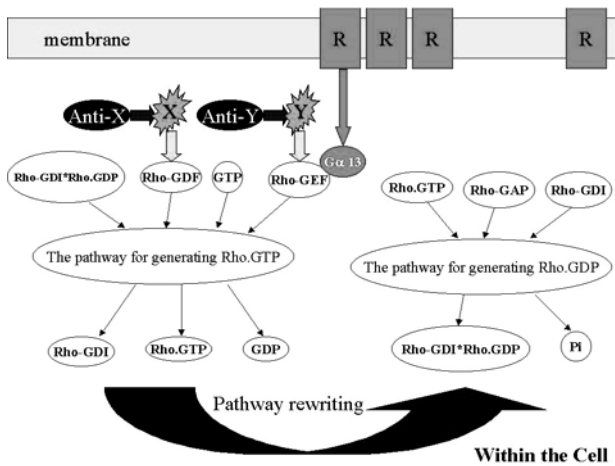 membrane
R
R
R
R
Anti-X
X
Anti-Y
Y
Gα 13
Rho-GDI*Rho.GDP
Rho-GDF
GTP
Rho-GEF
Rho.GTP
Rho-GAP
Rho-GDI
The pathway for generating Rho.GTP
The pathway for generating Rho.GDP
Rho-GDI
Rho.GTP
GDP
Rho-GDI*Rho.GDP
Pi
Pathway rewriting
Within the Cell